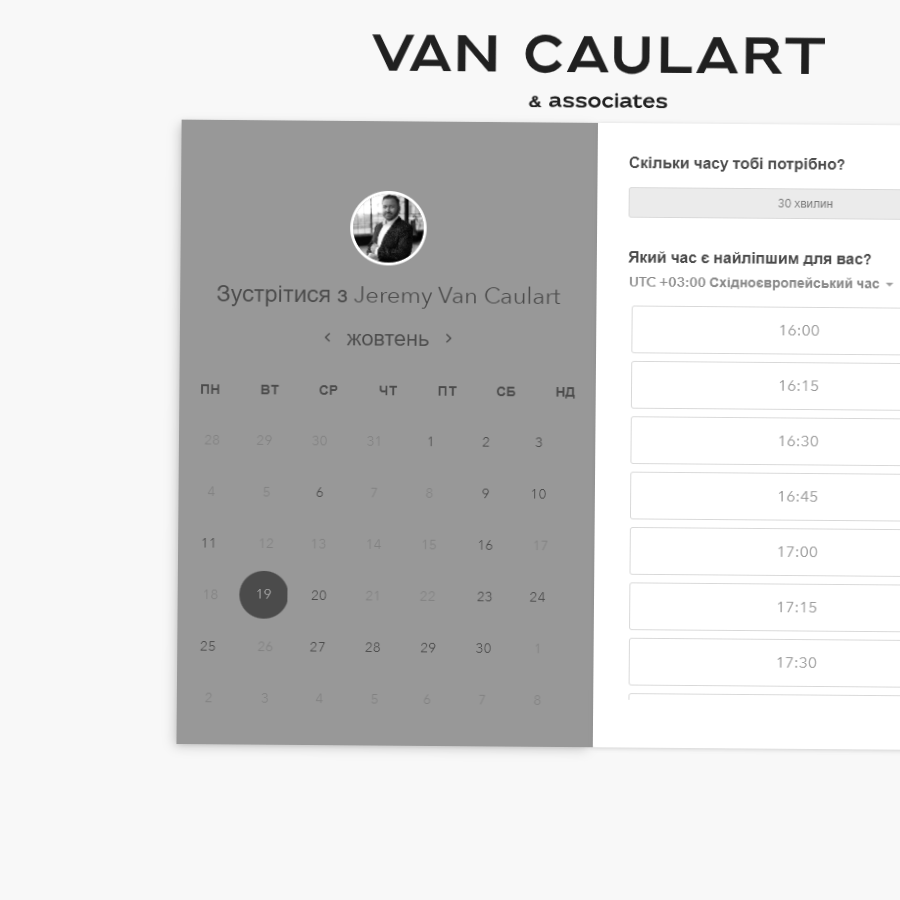 VAN CAULART
& associates
Зустрітися з Jeremy Van Caulart
жовтень
ПН ВТ СР ЧТ ПТ СБ НД
28 29 30 31 1 2 3
4 5 6 7 8 9 10
11 12 13 14 15 16 17
18 19 20 21 22 23 24
25 26 27 28 29 30 1
2 3 4 5 6 7 8
Скільки часу тобі потрібно?
30 хвилин
Який час є найліпшим для вас?
UTC +03:00 Східноєвропейський час
16:00
16:15
16:30
16:45
17:00
17:15
17:30